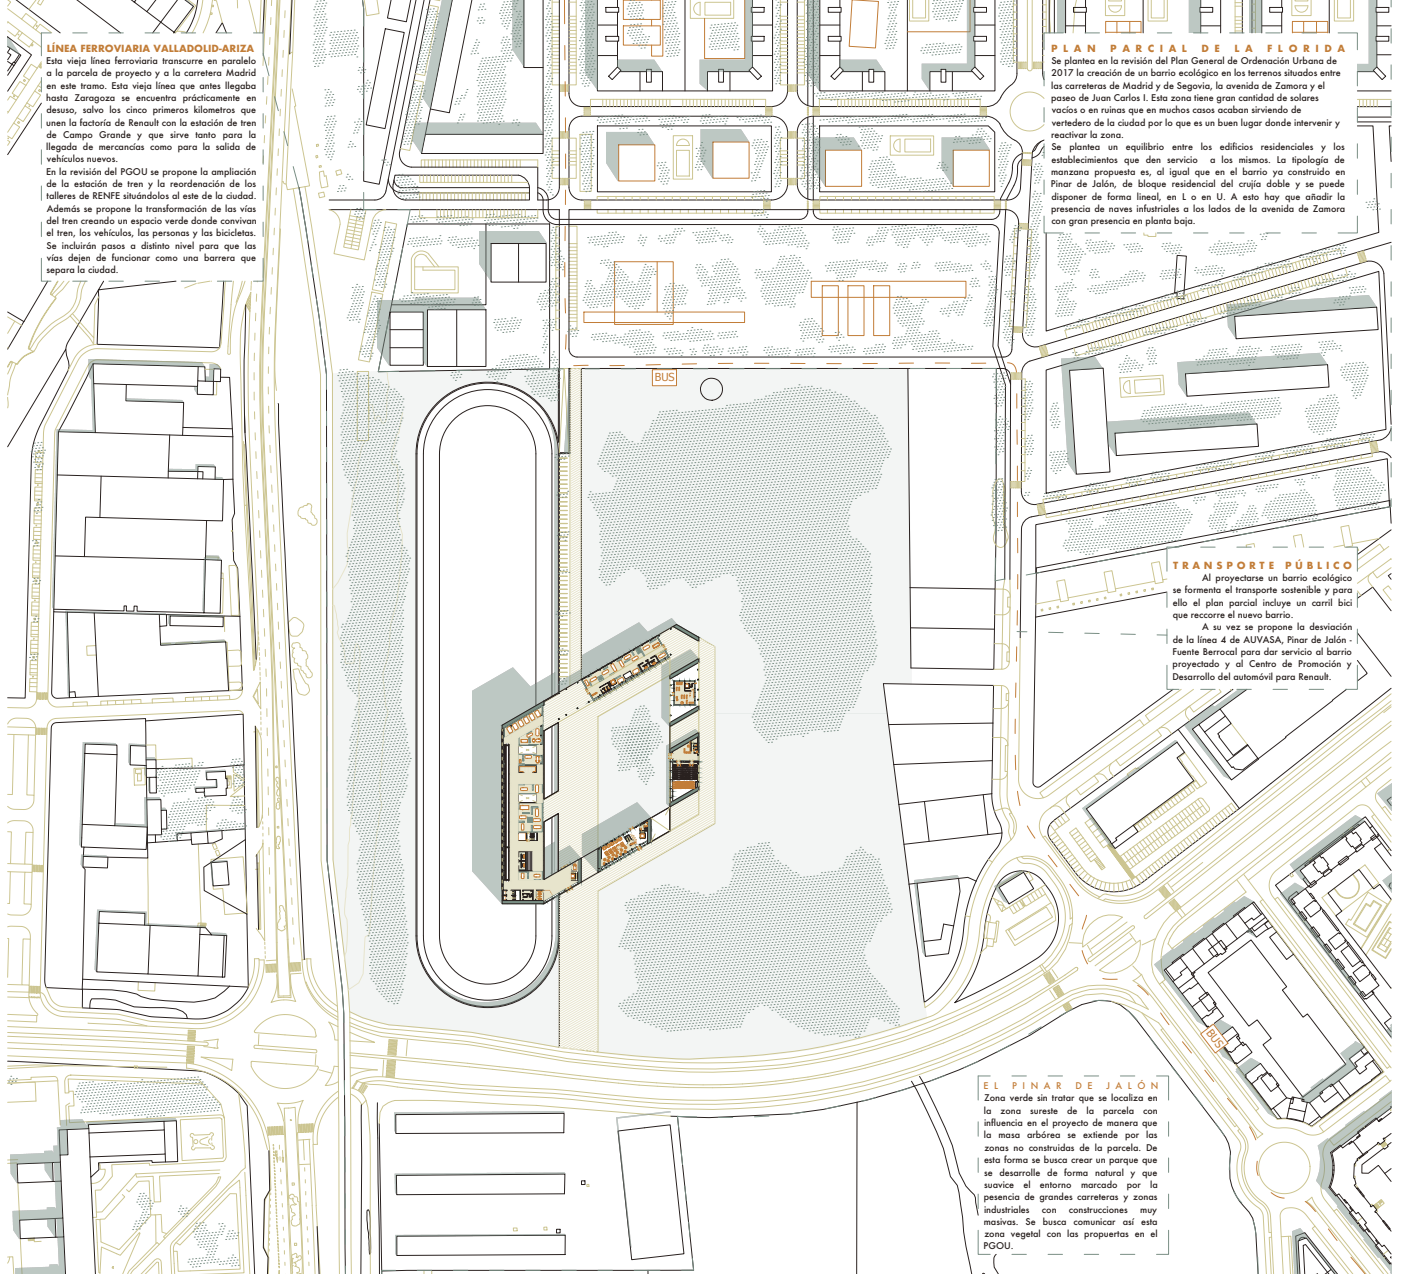 LÍNEA FERROVIARIA VALLADOLID-ARIZA
Esta vieja línea ferroviaria transcurre en paralelo
a la parcela de proyecto y a la carretera Madrid
en este tramo. Esta vieja línea que antes llegaba
hasta Zaragoza se encuentra prácticamente en
desuso, salvo los cinco primeros kilometros que
unen la factoría de Renault con la estación de tren
de Campo Grande y que sirve tanto para la
llegada de mercancías como para la salida de
vehículos nuevos.
En la revisión del PGOU se propone la ampliación
de la estación de tren y la reordenación de los
talleres de RENFE situándolos al este de la ciudad.
Además se propone la transformación de las vías
el tren creando un espacio verde donde convivan
el tren, los vehículos, las personas y las bicicletas.
Se incluirán pasos a distinto nivel para que las
vías dejen de funcionar como una barrera que
separa la ciudad.
PLAN PARCIAL DE LA FLORIDA
Se plantea en la revisión del Plan General de Ordenación Urbana de
2017 la creación de un barrio ecológico en los terrenos situados entre
las carreteras de Madrid y de Segovia, la avenida de Zamora y el
paseo de Juan Carlos I. Esta zona tiene gran cantidad de solares
vacíos o en ruinas que en muchos casos acaban sirviendo de
vertedero de la ciudad por lo que es un buen lugar donde intervenir y
reactivar la zona.
Se plantea un equilibrio entre los edificios residenciales y los
establecimientos que den servicio a los mismos. La tipología de
manzana propuesta es, al igual que en el barrio ya construido en
Pinar de Jalón, de bloque residencial del crujía doble y se puede
disponer de forma lineal, en L o en U. A esto hay que añadir la
presencia de naves infustriales a los lados de la avenida de Zamora
con gran presencia en planta baja.
BUS
TRANSPORTE PÚBLICO
Al proyectarse un barrio ecológico
se formenta el transporte sostenible y para
ello el plan parcial incluye un carril bici
que reccorre el nuevo barrio.
A su vez se propone la desviación
de la línea 4 de AUVASA, Pinar de Jalón -
Fuente Berrocal para dar servicio al barrio
proyectado y al Centro de Promoción y
Desarrollo del automóvil para Renault.
BUS
EL PINAR DE JALÓN
Zona verde sin tratar que se localiza en
la zona sureste de la parcela con
influencia en el proyecto de manera que
la masa arbórea se extiende por las
zonas no construidas de la parcela. De
esta forma se busca crear un parque que
se desarrolle de forma natural y que
suavice el entorno marcado por la
pesencia de grandes carreteras y zonas
industriales con construcciones muy
masivas. Se busca comunicar así esta
zona vegetal con las propuertas en el
PGOU.